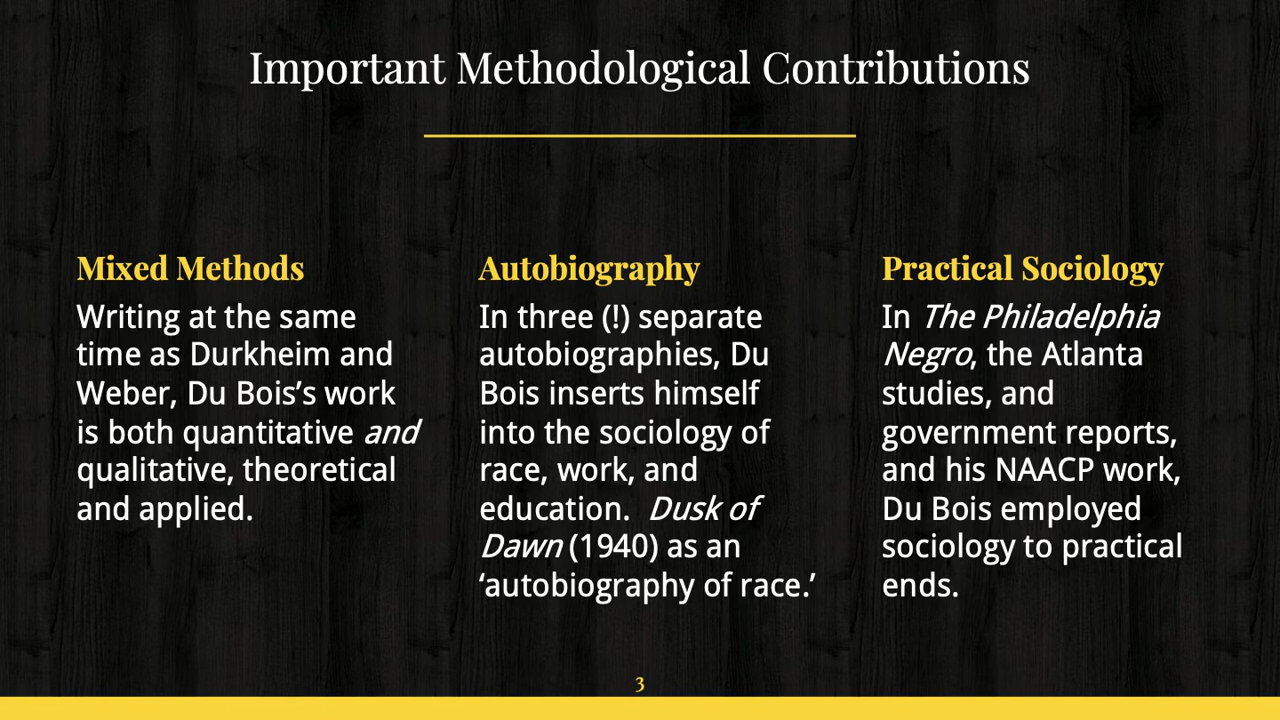 Important Methodological Contributions
Mixed Methods
Writing at the same
time as Durkheim and
Weber, Du Bois’s work
is both quantitative and
qualitative, theoretical
and applied.
Autobiography
In three (!) separate
autobiographies, Du
Bois inserts himself
into the sociology of
race, work, and
education.  Dusk of
Dawn (1940) as an
‘autobiography of race.’
Practical Sociology
In The Philadelphia
Negro, the Atlanta
studies, and
government reports,
and his NAACP work,
Du Bois employed
sociology to practical
ends.
3